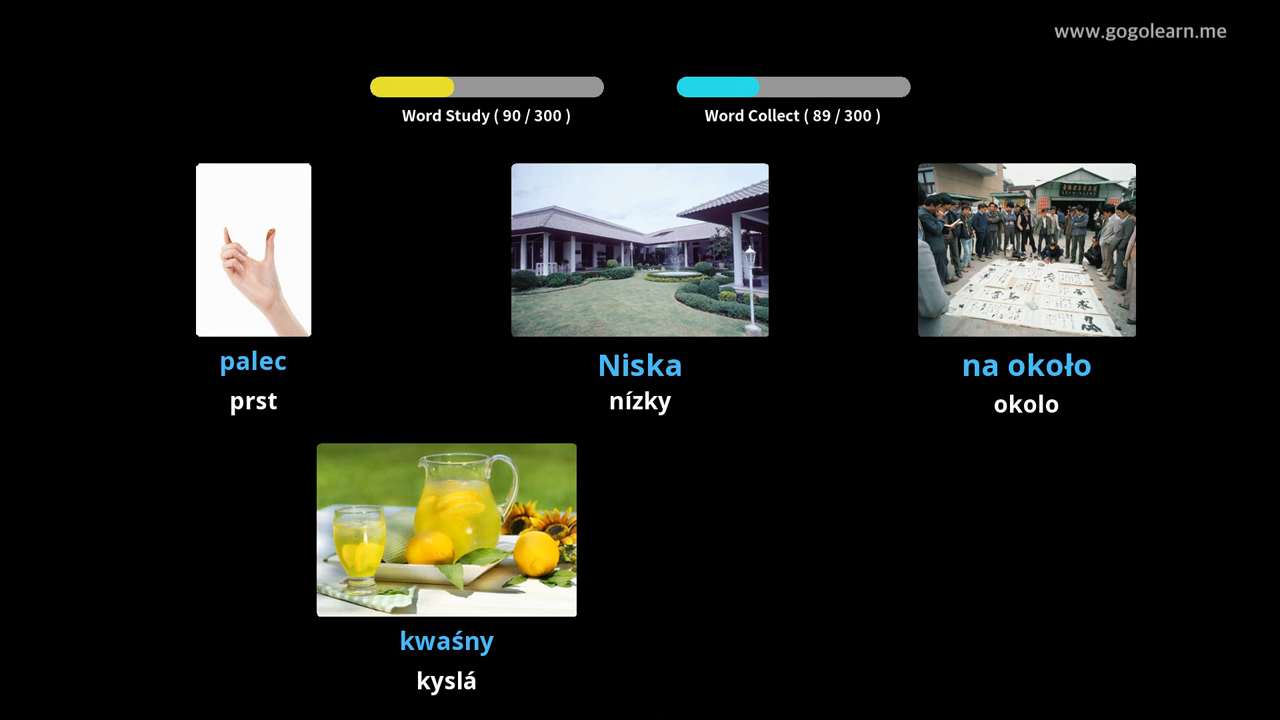 www.gogolearn.me
Word Study ( 90 / 300 )
Word Collect ( 89 / 300 )
palec
prst
Niska
nízky
na około
okolo
kwaśny
kyslá